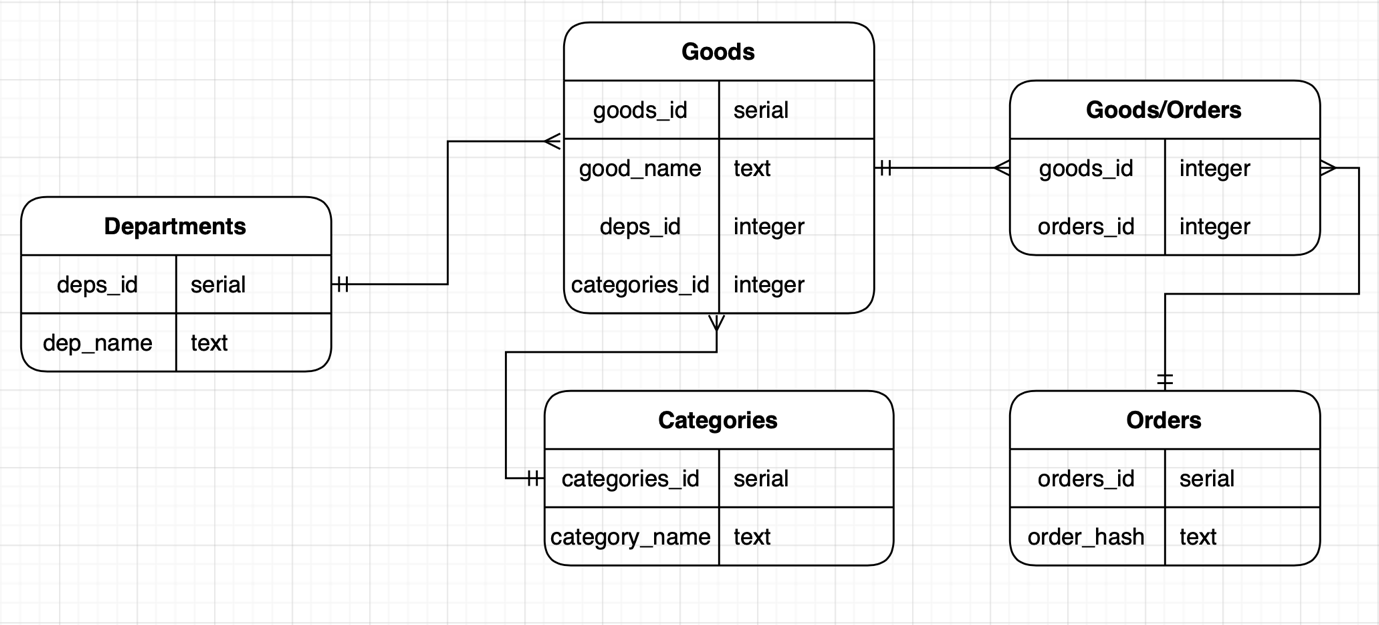 Goods
goods_id serial
good_name text
deps_id integer
categories_id integer
Goods/Orders
goods_id integer
orders_id integer
Departments
deps_id serial
dep_name text
Categories
categories_id serial
category_name text
Orders
orders_id serial
order_hash text